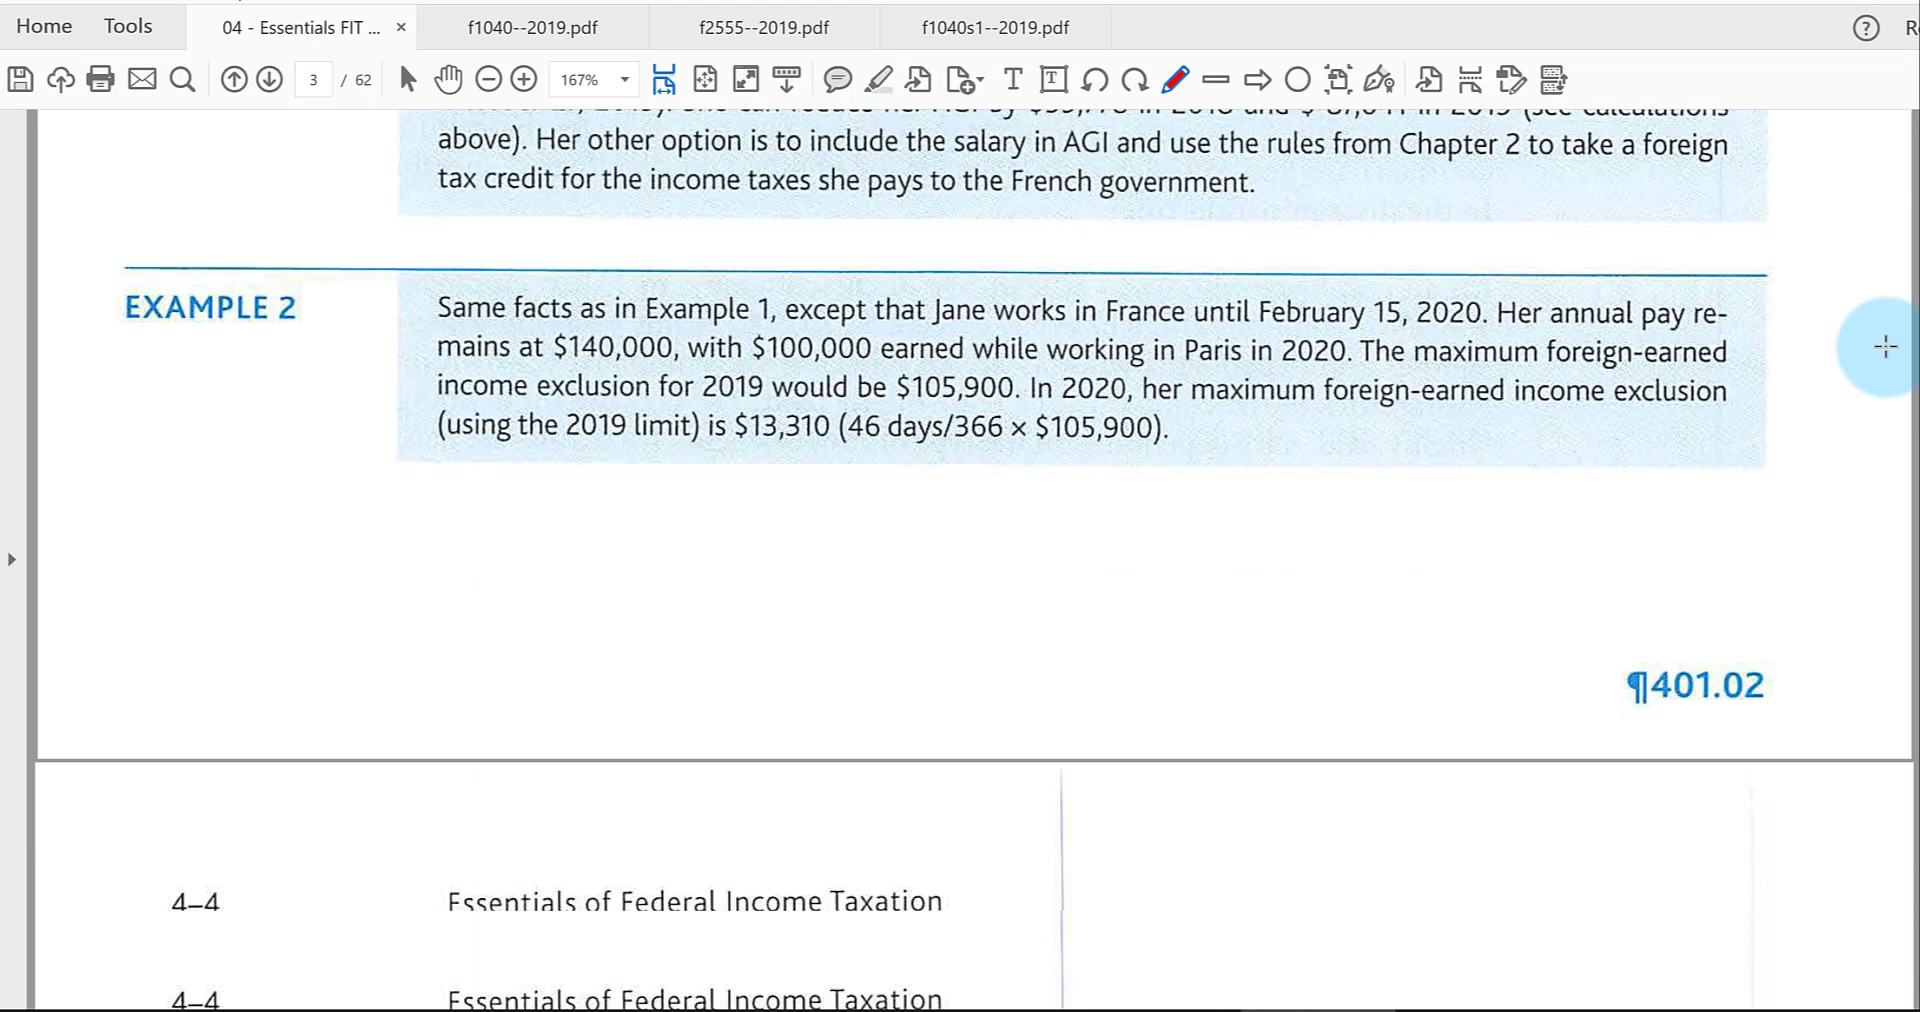 Home Tools 04 - Essentials FIT ... × f1040--2019.pdf f2555--2019.pdf f1040s1--2019.pdf ?
3 / 62 167%
above). Her other option is to include the salary in AGI and use the rules from Chapter 2 to take a foreign
tax credit for the income taxes she pays to the French government.
EXAMPLE 2
Same facts as in Example 1, except that Jane works in France until February 15, 2020. Her annual pay re-
mains at $140,000, with $100,000 earned while working in Paris in 2020. The maximum foreign-earned
income exclusion for 2019 would be $105,900. In 2020, her maximum foreign-earned income exclusion
(using the 2019 limit) is $13,310 (46 days/366 × $105,900).
¶401.02
4–4 Essentials of Federal Income Taxation
4–4 Essentials of Federal Income Taxation